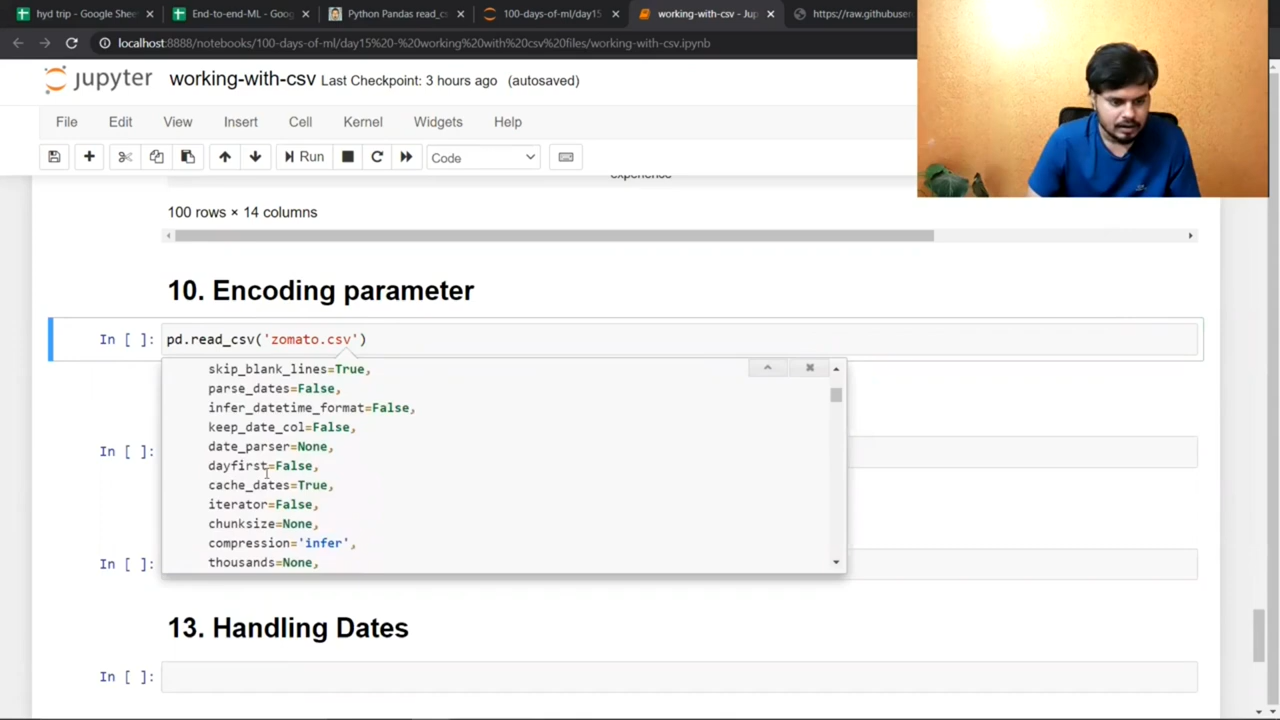 hyd trip - Google Shee
End-to-end-ML - Goog
Python Pandas read_c
100-days-of-ml/day15
working-with-csv - Jup
https://raw.githubuser
localhost:8888/notebooks/100-days-of-ml/day15%20-%20working%20with%20csv%20files/working-with-csv.ipynb
jupyter working-with-csv Last Checkpoint: 3 hours ago (autosaved)
File Edit View Insert Cell Kernel Widgets Help
Run Code
experience
100 rows × 14 columns
10. Encoding parameter
In [ ]: pd.read_csv('zomato.csv')
skip_blank_lines=True,
parse_dates=False,
infer_datetime_format=False,
keep_date_col=False,
In [ ]: date_parser=None,
dayfirst=False,
cache_dates=True,
iterator=False,
chunksize=None,
compression='infer',
In [ ]: thousands=None,
13. Handling Dates
In [ ]: